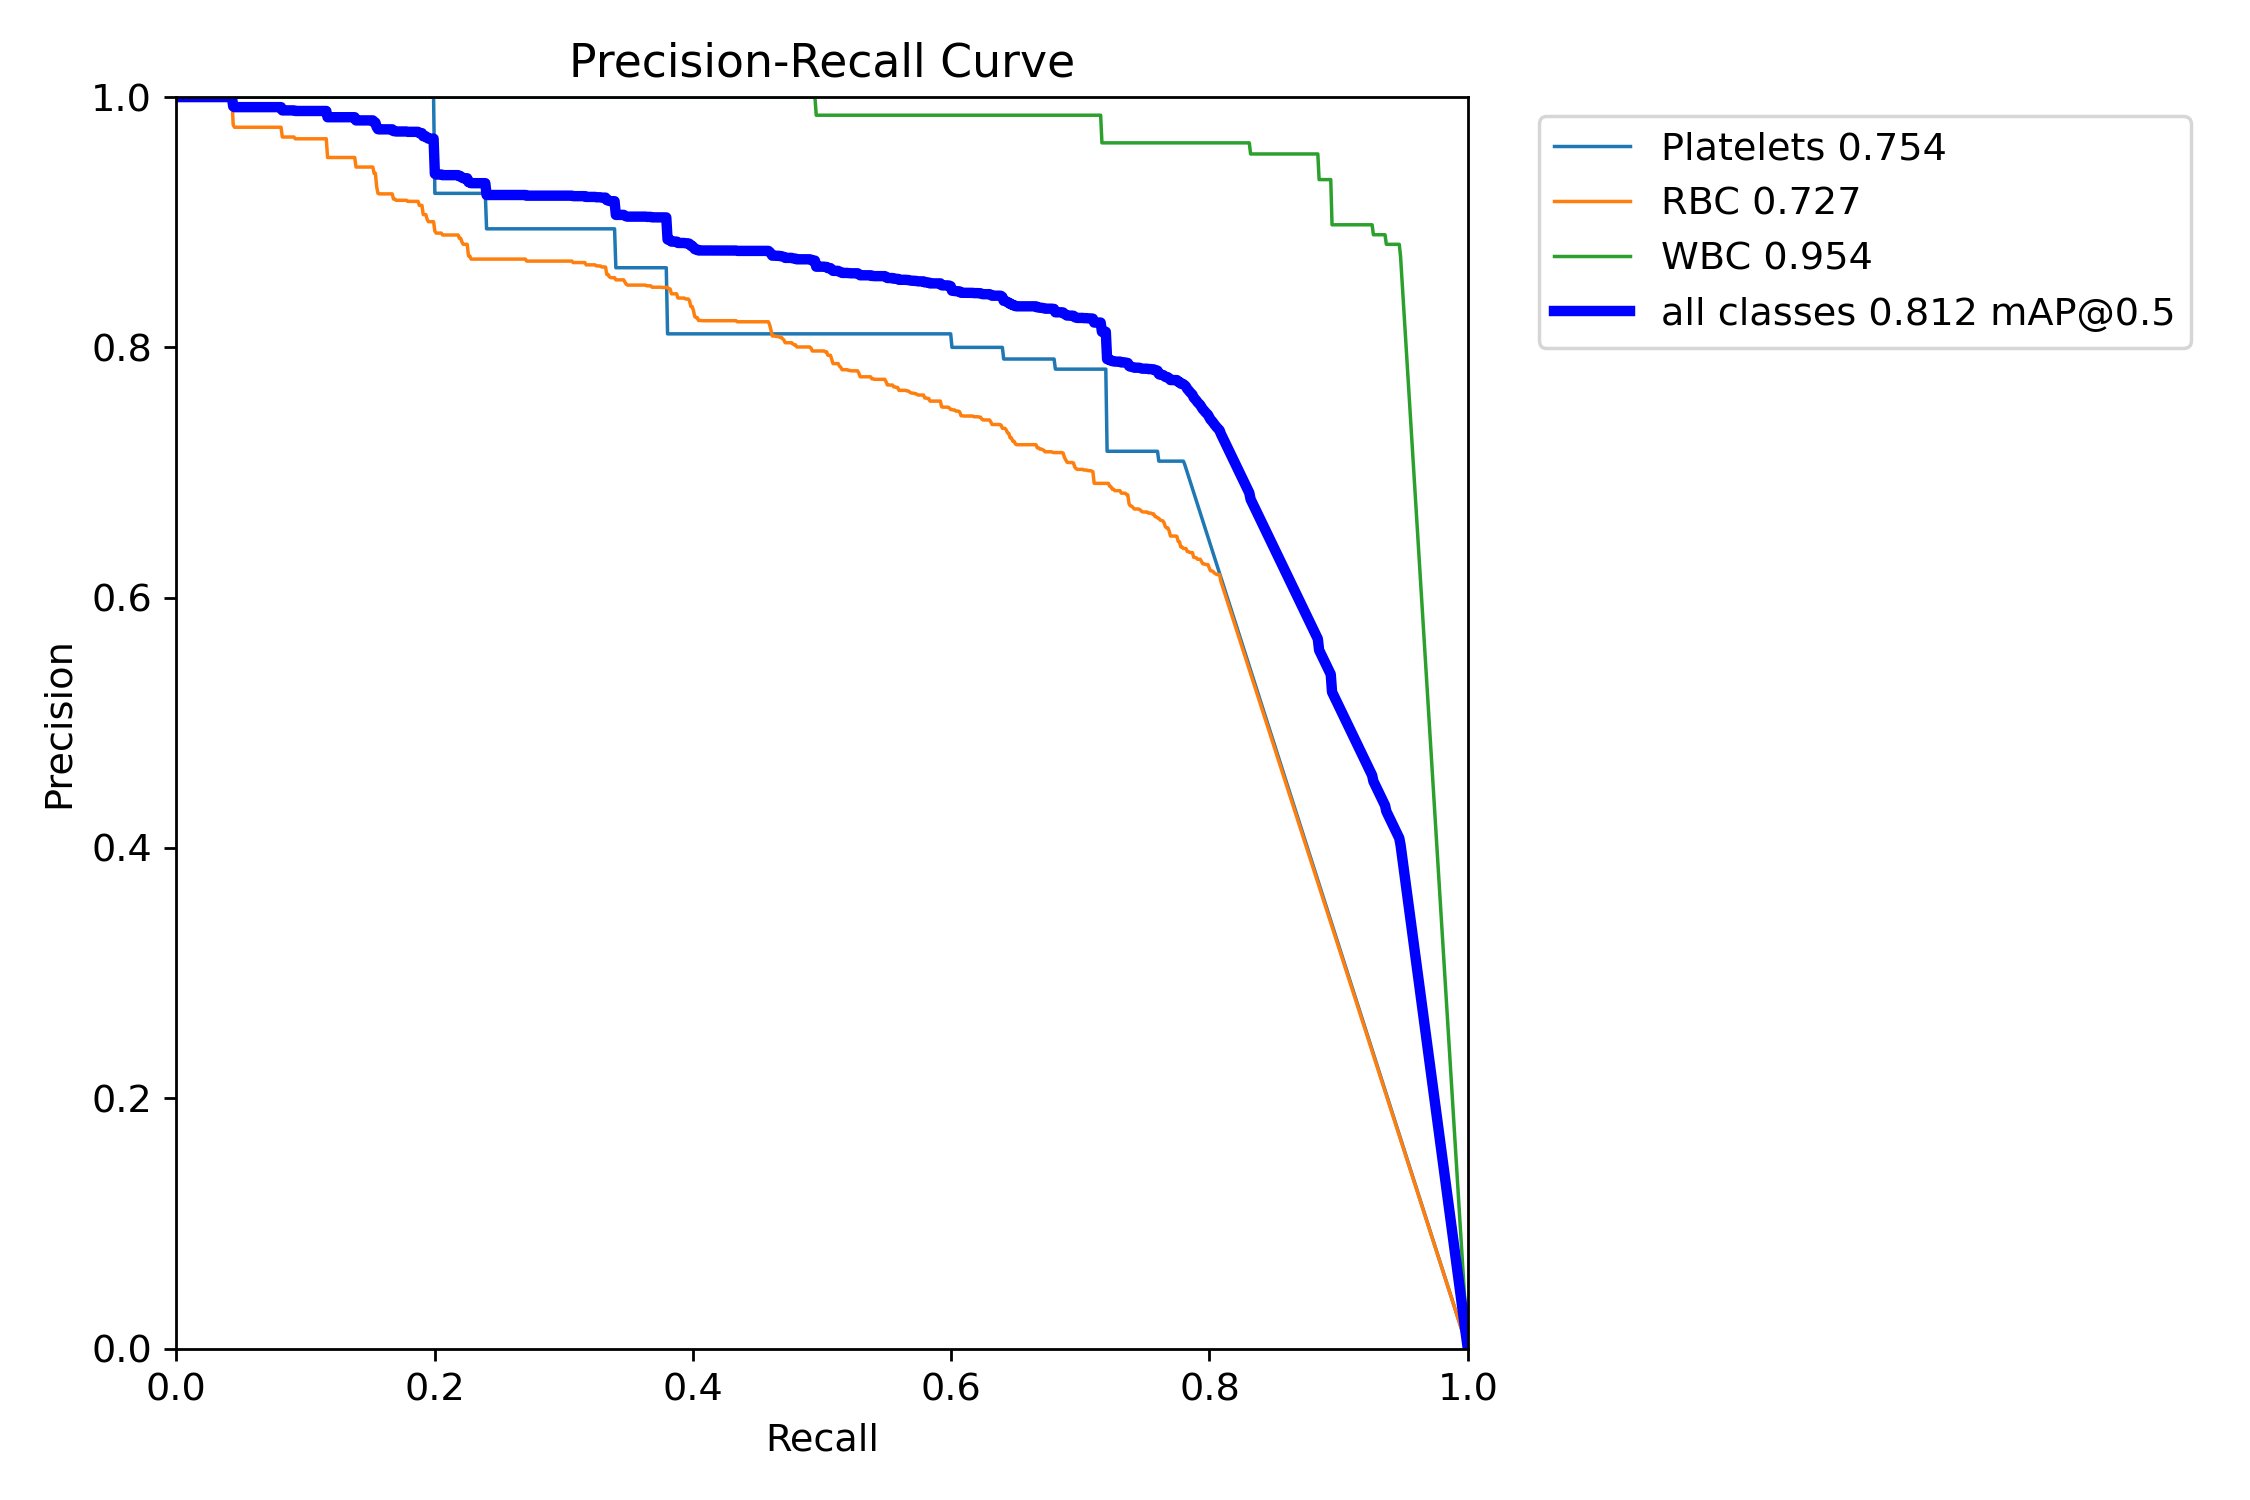 Precision-Recall Curve
1.0
0.8
0.6
0.4
0.2
0.0
Precision
0.0 0.2 0.4 0.6 0.8 1.0
Recall
Platelets 0.754
RBC 0.727
WBC 0.954
all classes 0.812 mAP@0.5